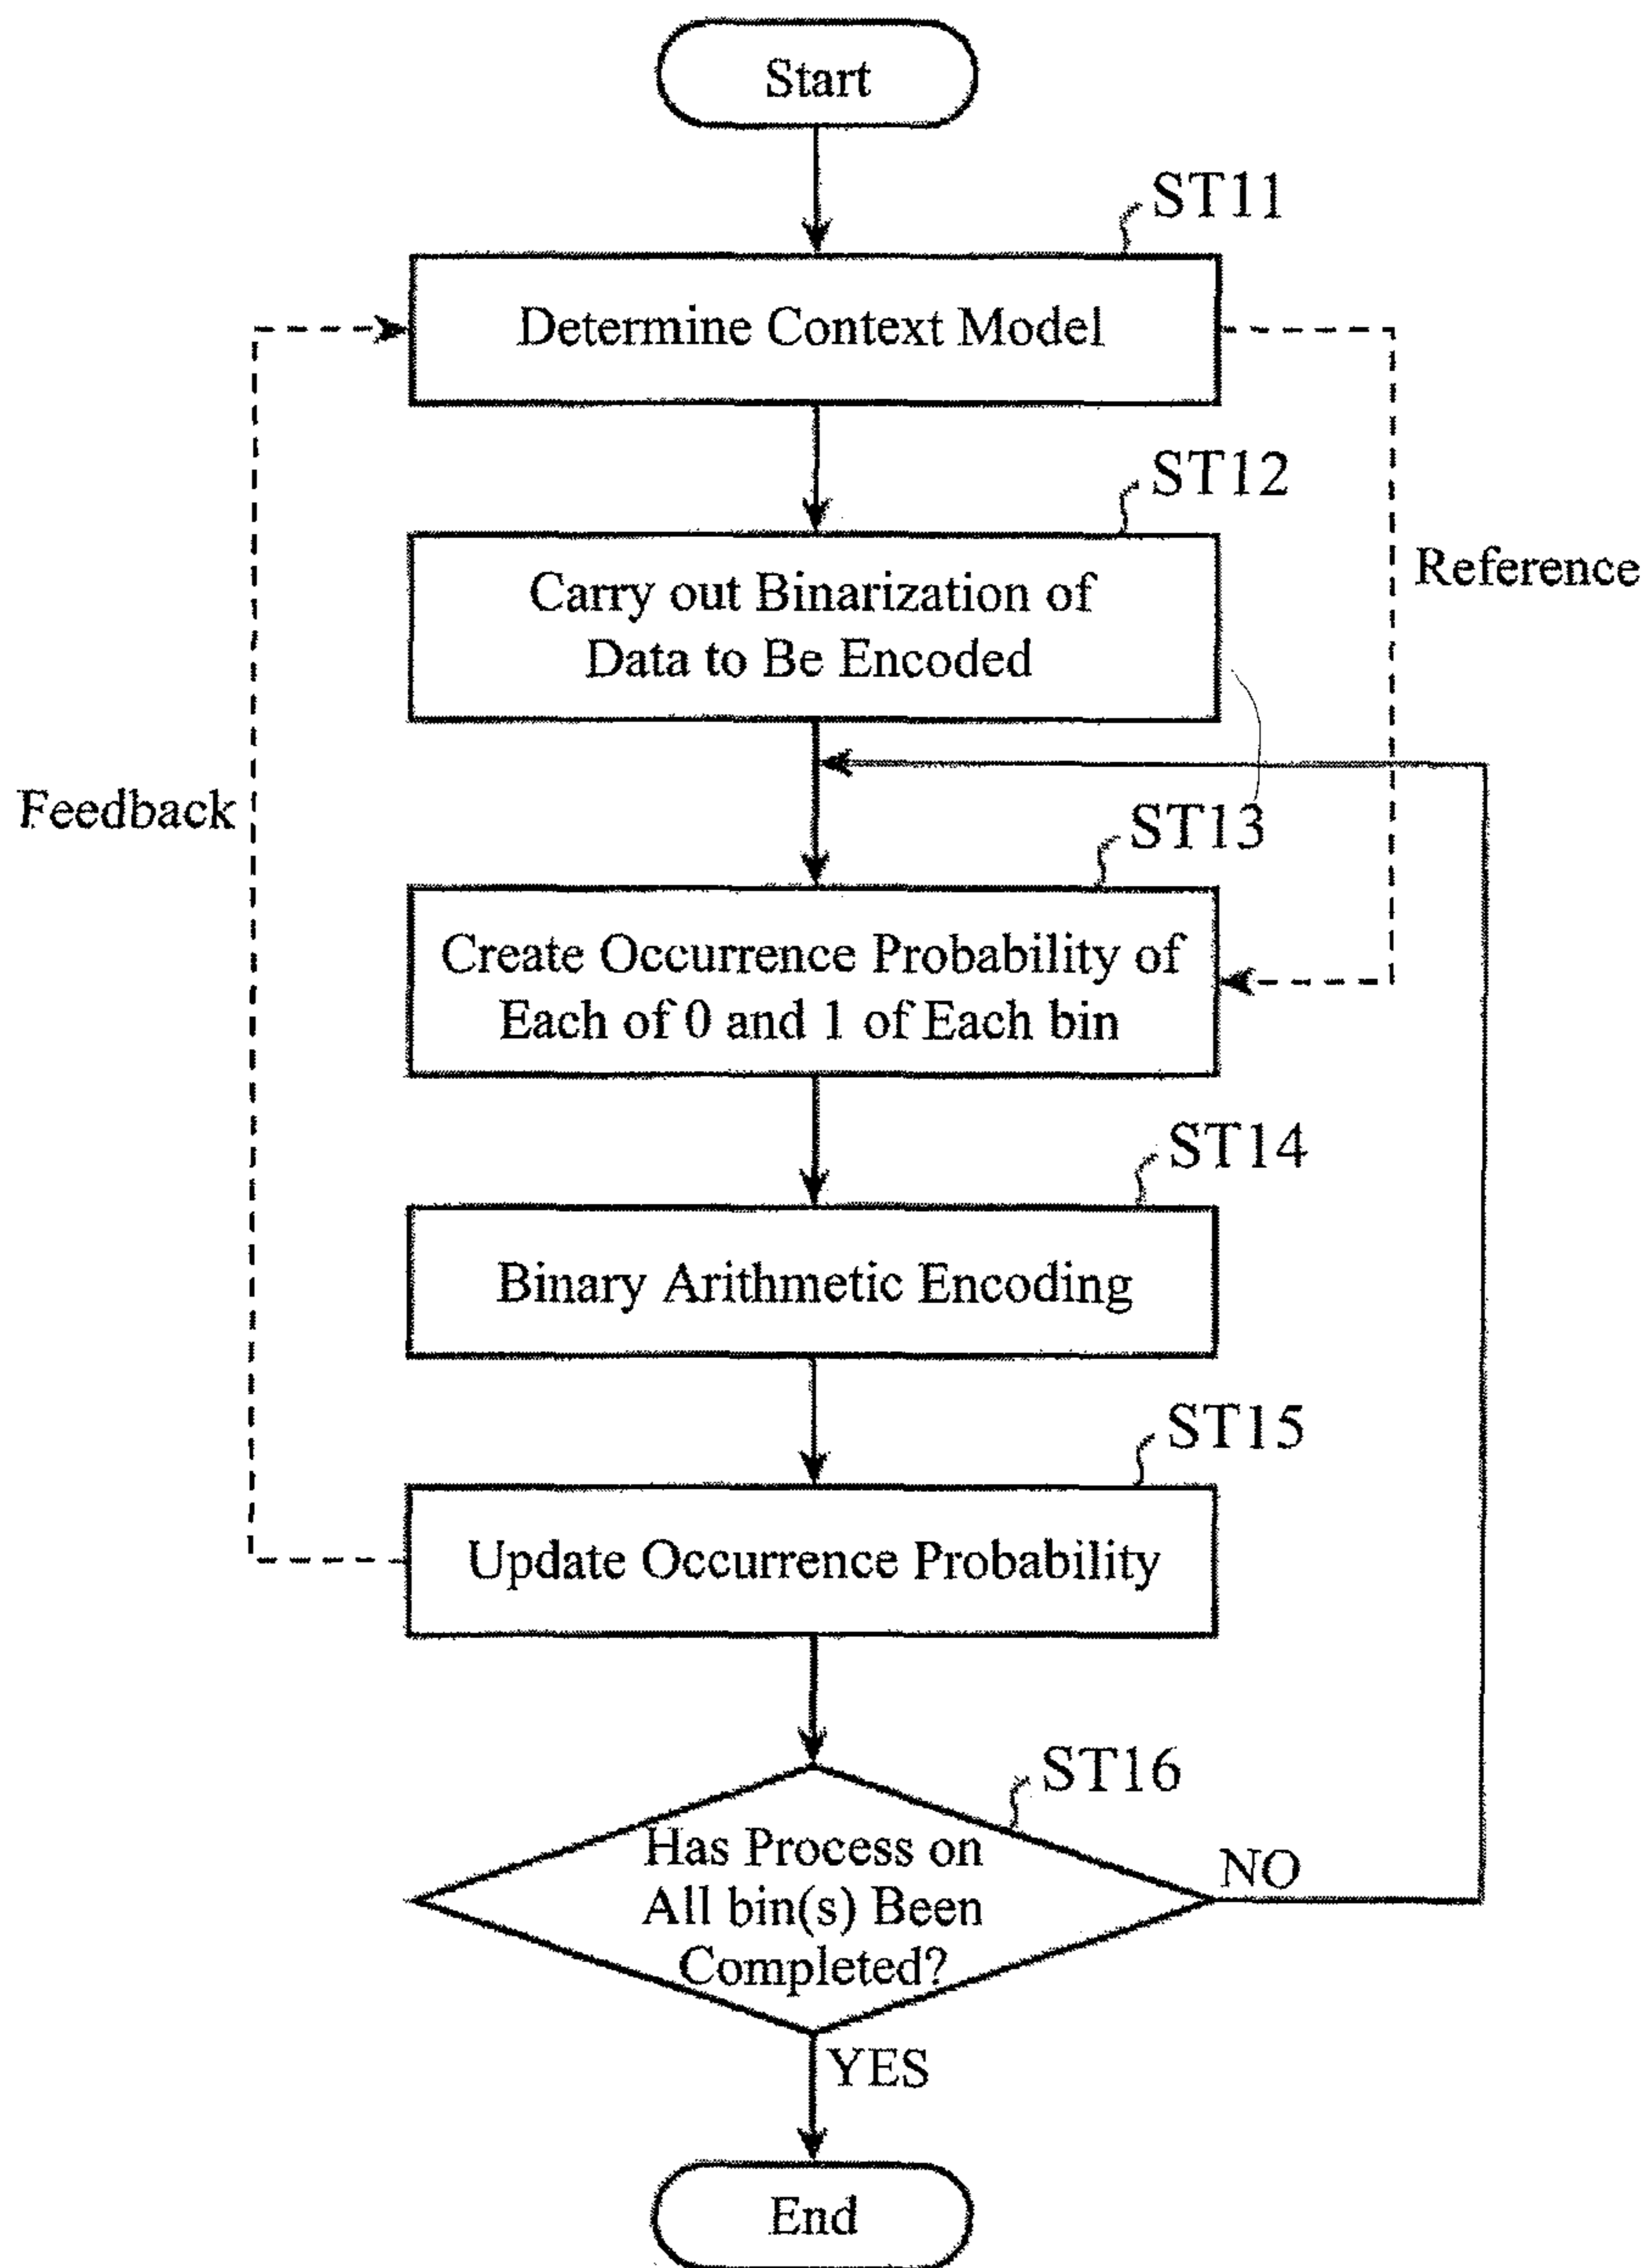 Start
ST11
Determine Context Model
ST12
Carry out Binarization of
Data to Be Encoded
Reference
Feedback
ST13
Create Occurrence Probability of
Each of 0 and 1 of Each bin
ST14
Binary Arithmetic Encoding
ST15
Update Occurrence Probability
ST16
Has Process on
All bin(s) Been
Completed?
NO
YES
End